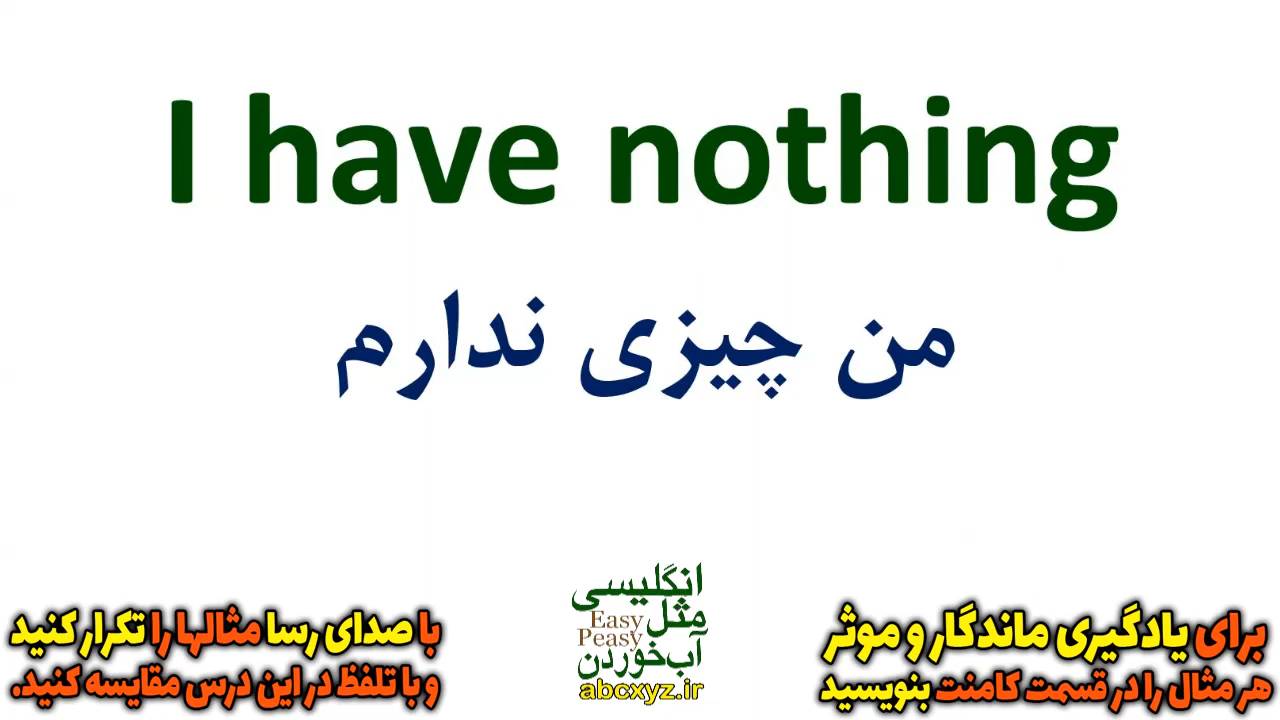 I have nothing
من چیزی ندارم
برای یادگیری ماندگار و موثر
هر مثال را در قسمت کامنت بنویسید
انگلیسی
مثل
Easy
Peasy
آب خوردن
abcxyz.ir
با صدای رسا مثالها را تکرار کنید
و با تلفظ در این درس مقایسه کنید.